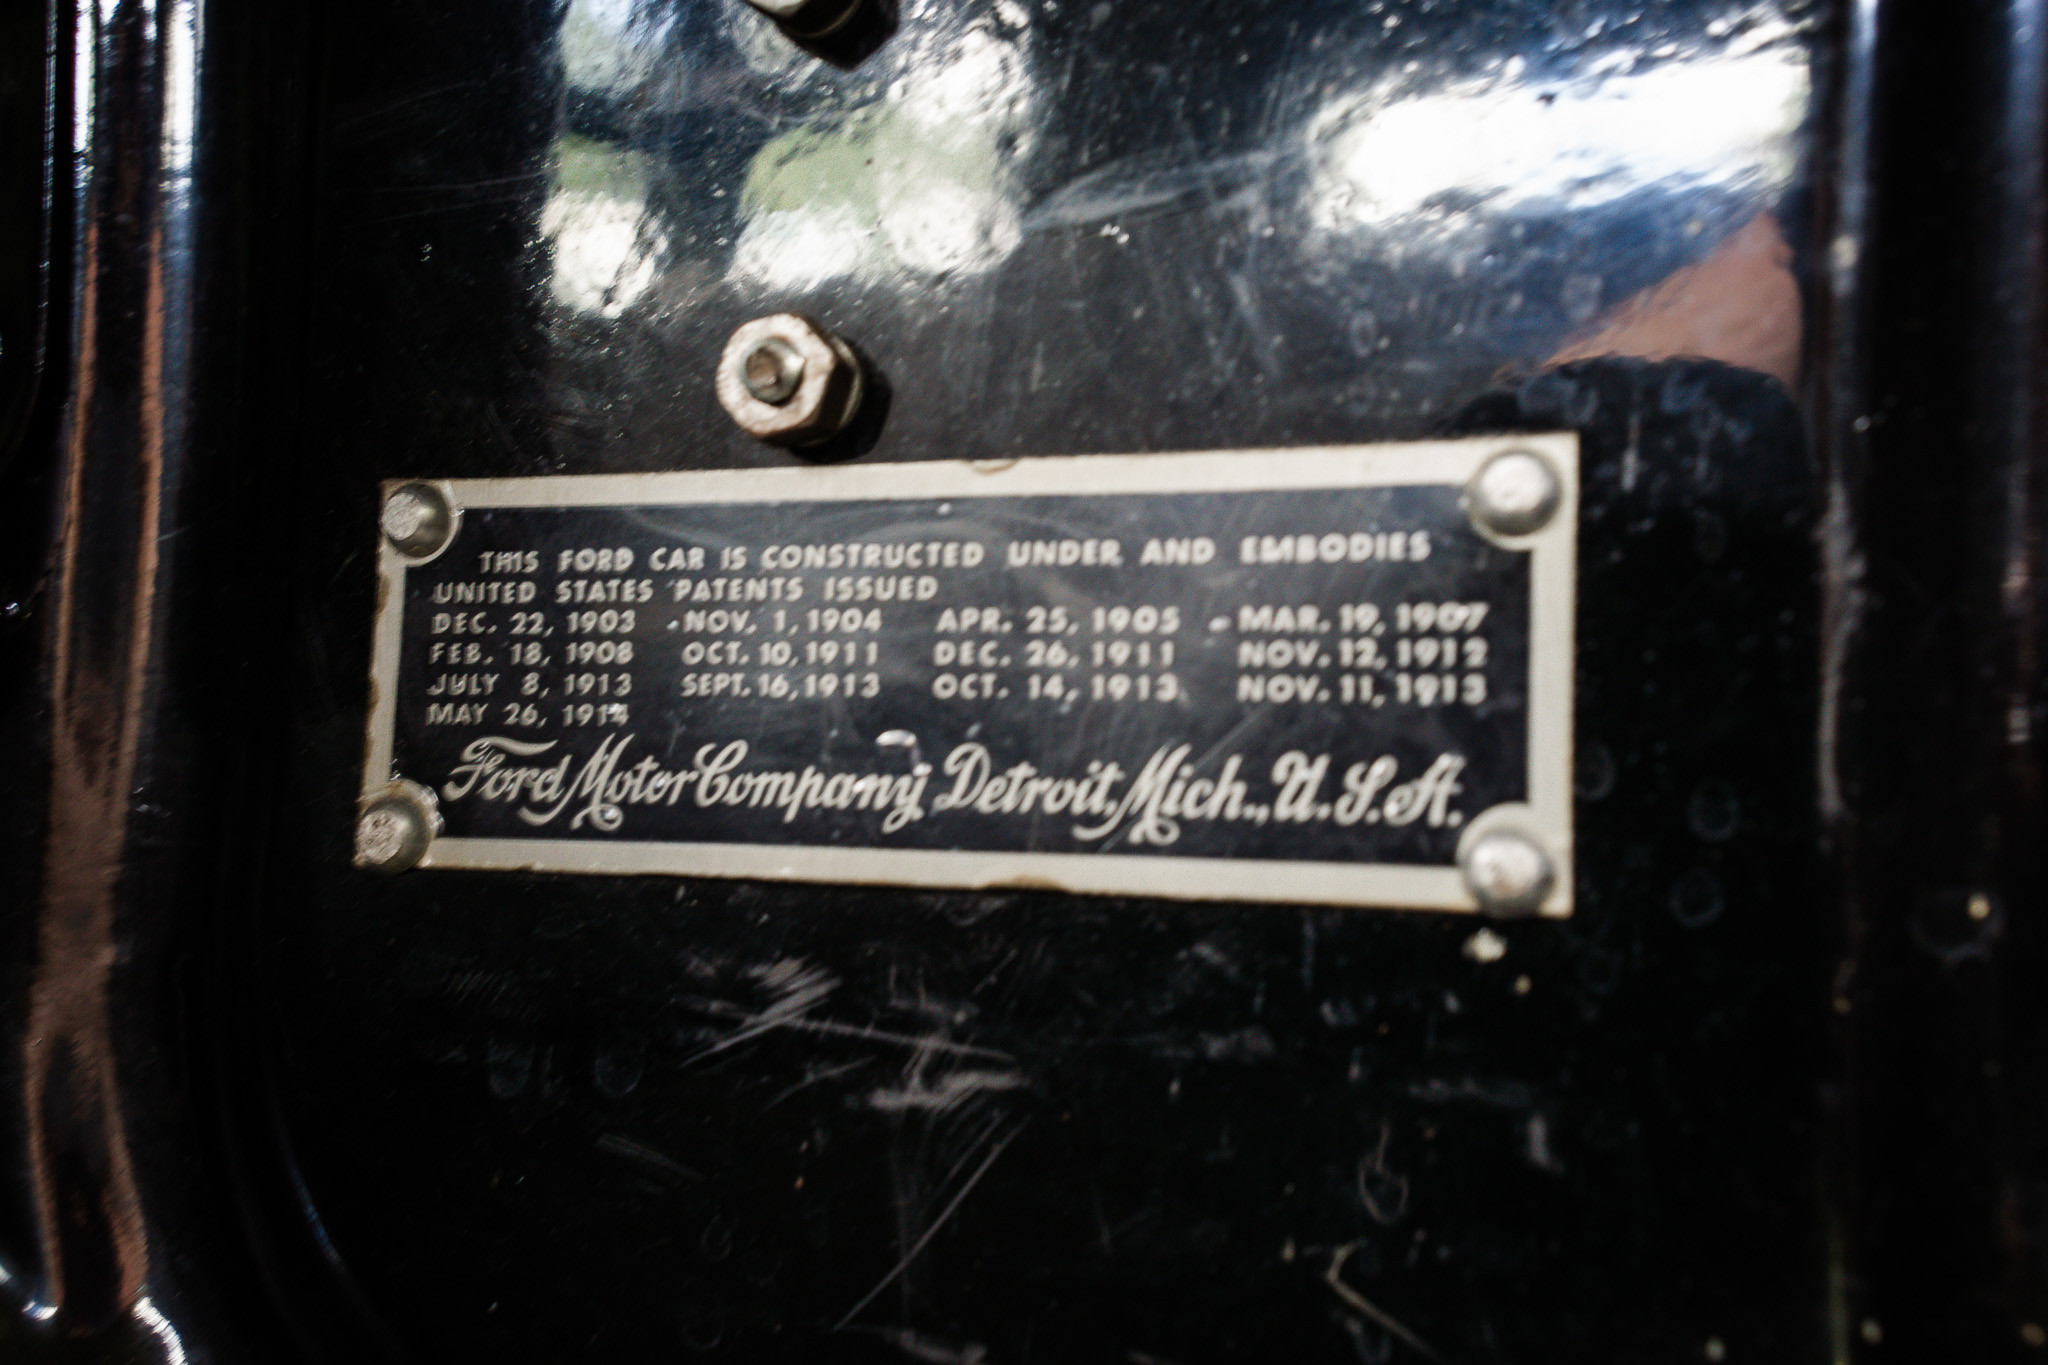 THIS FORD CAR IS CONSTRUCTED UNDER AND EMBODIES
UNITED STATES PATENTS ISSUED
DEC. 22, 1903 NOV. 1, 1904 APR. 25, 1905 MAR. 19, 1907
FEB. 18, 1908 OCT. 10, 1911 DEC. 26, 1911 NOV. 12, 1912
JULY 8, 1913 SEPT. 16, 1913 OCT. 14, 1913 NOV. 11, 1913
MAY 26, 1914
Ford Motor Company, Detroit, Mich., U.S.A.